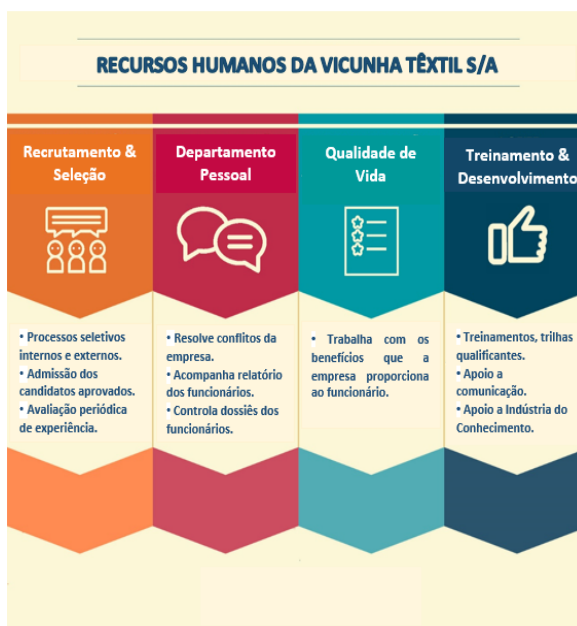 RECURSOS HUMANOS DA VICUNHA TÊXTIL S/A
Recrutamento &
Seleção
Departamento
Pessoal
Qualidade de
Vida
Treinamento &
Desenvolvimento
• Processos seletivos
internos e externos.
• Admissão dos
candidatos aprovados.
• Avaliação periódica
de experiência.
• Resolve conflitos da
empresa.
• Acompanha relatório
dos funcionários.
• Controla dossiês dos
funcionários.
• Trabalha com os
benefícios que a
empresa proporciona
ao funcionário.
• Treinamentos, trilhas
qualificantes.
• Apoio a
comunicação.
• Apoio a Indústria do
Conhecimento.